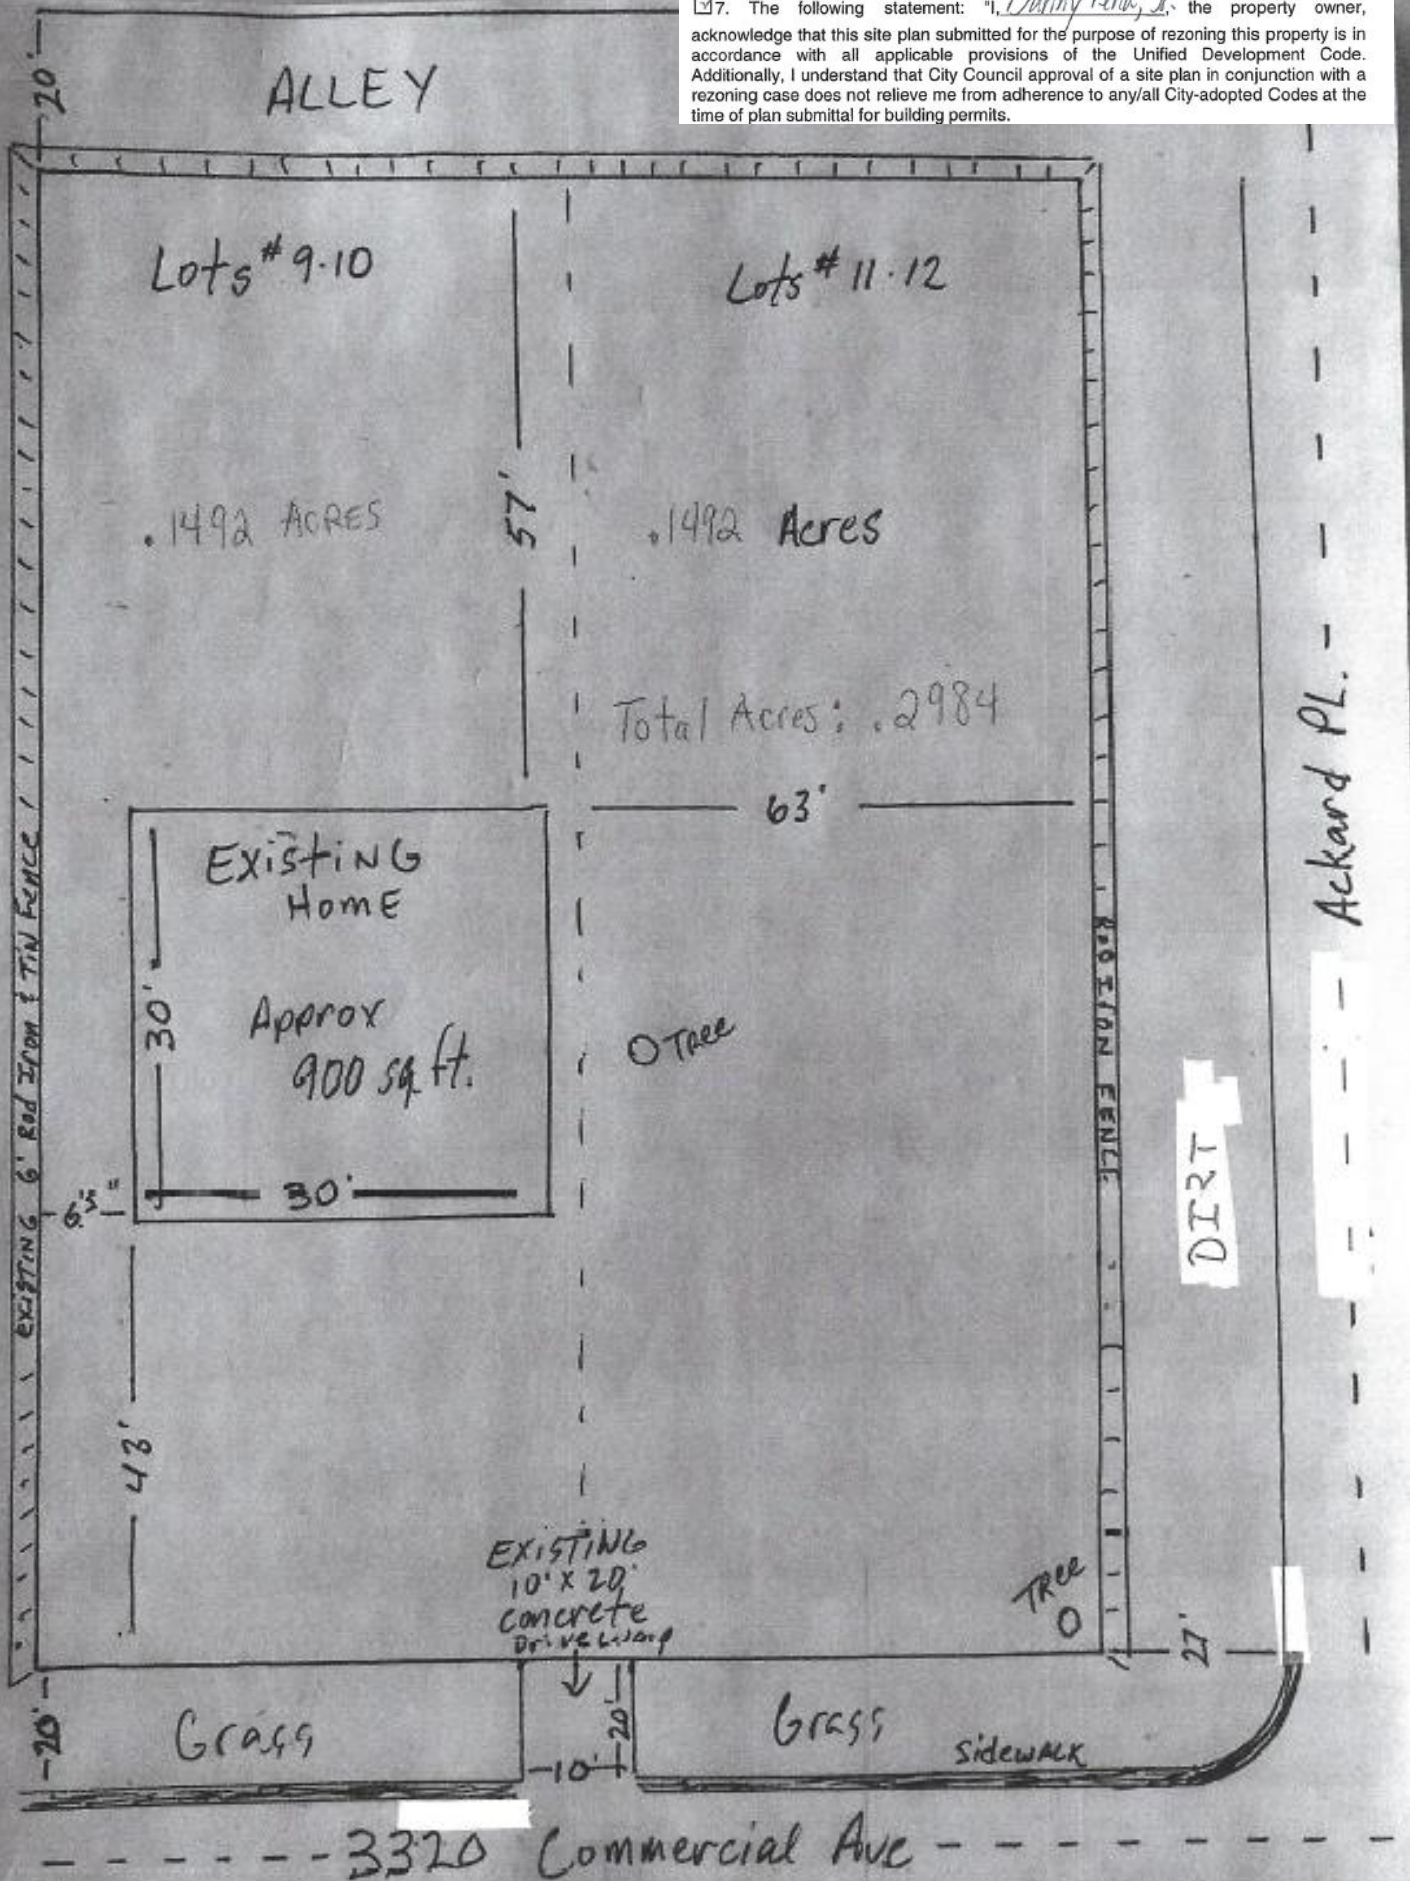 7. The following statement: "I, Danny Pena, Jr., the property owner,
acknowledge that this site plan submitted for the purpose of rezoning this property is in
accordance with all applicable provisions of the Unified Development Code.
Additionally, I understand that City Council approval of a site plan in conjunction with a
rezoning case does not relieve me from adherence to any/all City-adopted Codes at the
time of plan submittal for building permits.
20'
ALLEY
Lots # 9-10
Lots # 11-12
57'
.1492 ACRES
.1492 Acres
Total Acres: .2984
63'
Ackard PL.
EXISTING 6' Rod Iron & TIN Fence
EXiSTiNG
HomE
Approx
900 sq. ft.
30'
30'
O TREE
ROD IRON FENCE
DIRT
43'
EXiSTiNG
10' X 20'
Concrete
TREE
O
27'
20'
Grass
10'
20'
Grass
SidewALK
3320 Commercial Ave